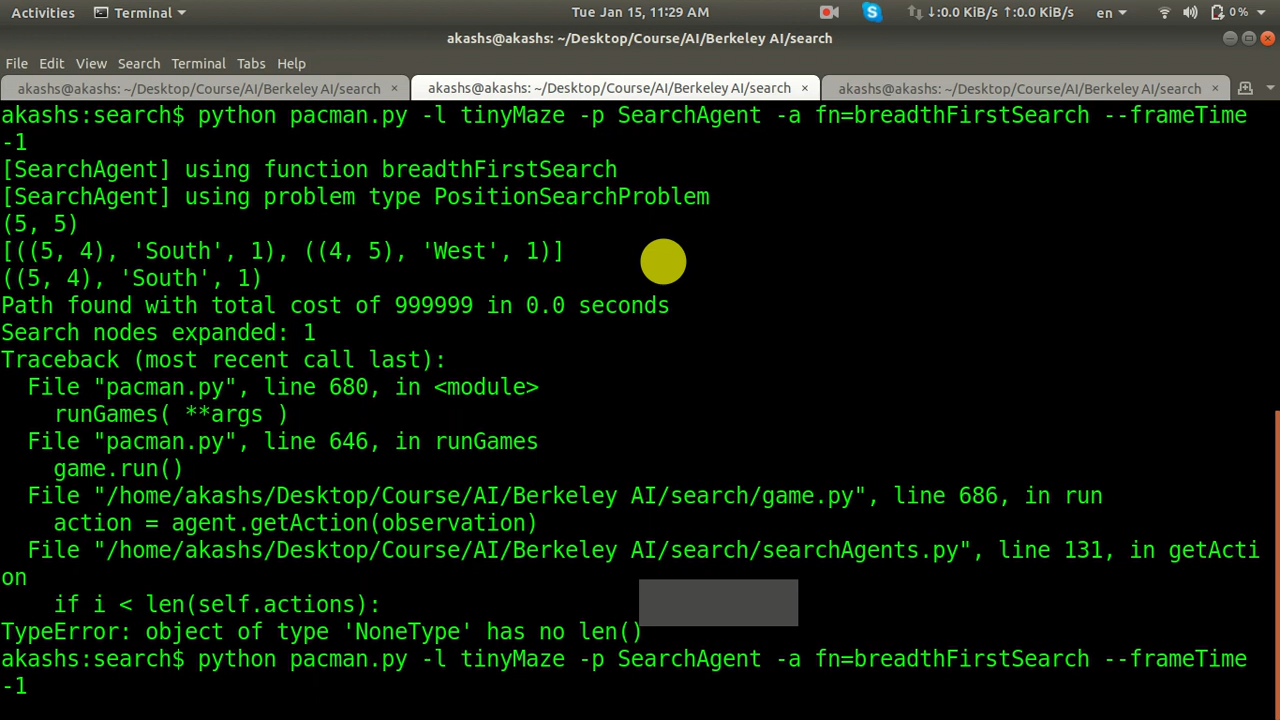 Activities Terminal Tue Jan 15, 11:29 AM ↓:0.0 KiB/s ↑:0.0 KiB/s en 0 %
akashs@akashs: ~/Desktop/Course/AI/Berkeley AI/search
File Edit View Search Terminal Tabs Help
akashs@akashs: ~/Desktop/Course/AI/Berkeley AI/search × akashs@akashs: ~/Desktop/Course/AI/Berkeley AI/search × akashs@akashs: ~/Desktop/Course/AI/Berkeley AI/search ×
akashs:search$ python pacman.py -l tinyMaze -p SearchAgent -a fn=breadthFirstSearch --frameTime
-1
[SearchAgent] using function breadthFirstSearch
[SearchAgent] using problem type PositionSearchProblem
(5, 5)
[((5, 4), 'South', 1), ((4, 5), 'West', 1)]
((5, 4), 'South', 1)
Path found with total cost of 999999 in 0.0 seconds
Search nodes expanded: 1
Traceback (most recent call last):
  File "pacman.py", line 680, in <module>
    runGames( **args )
  File "pacman.py", line 646, in runGames
    game.run()
  File "/home/akashs/Desktop/Course/AI/Berkeley AI/search/game.py", line 686, in run
    action = agent.getAction(observation)
  File "/home/akashs/Desktop/Course/AI/Berkeley AI/search/searchAgents.py", line 131, in getActi
on
    if i < len(self.actions):
TypeError: object of type 'NoneType' has no len()
akashs:search$ python pacman.py -l tinyMaze -p SearchAgent -a fn=breadthFirstSearch --frameTime
-1